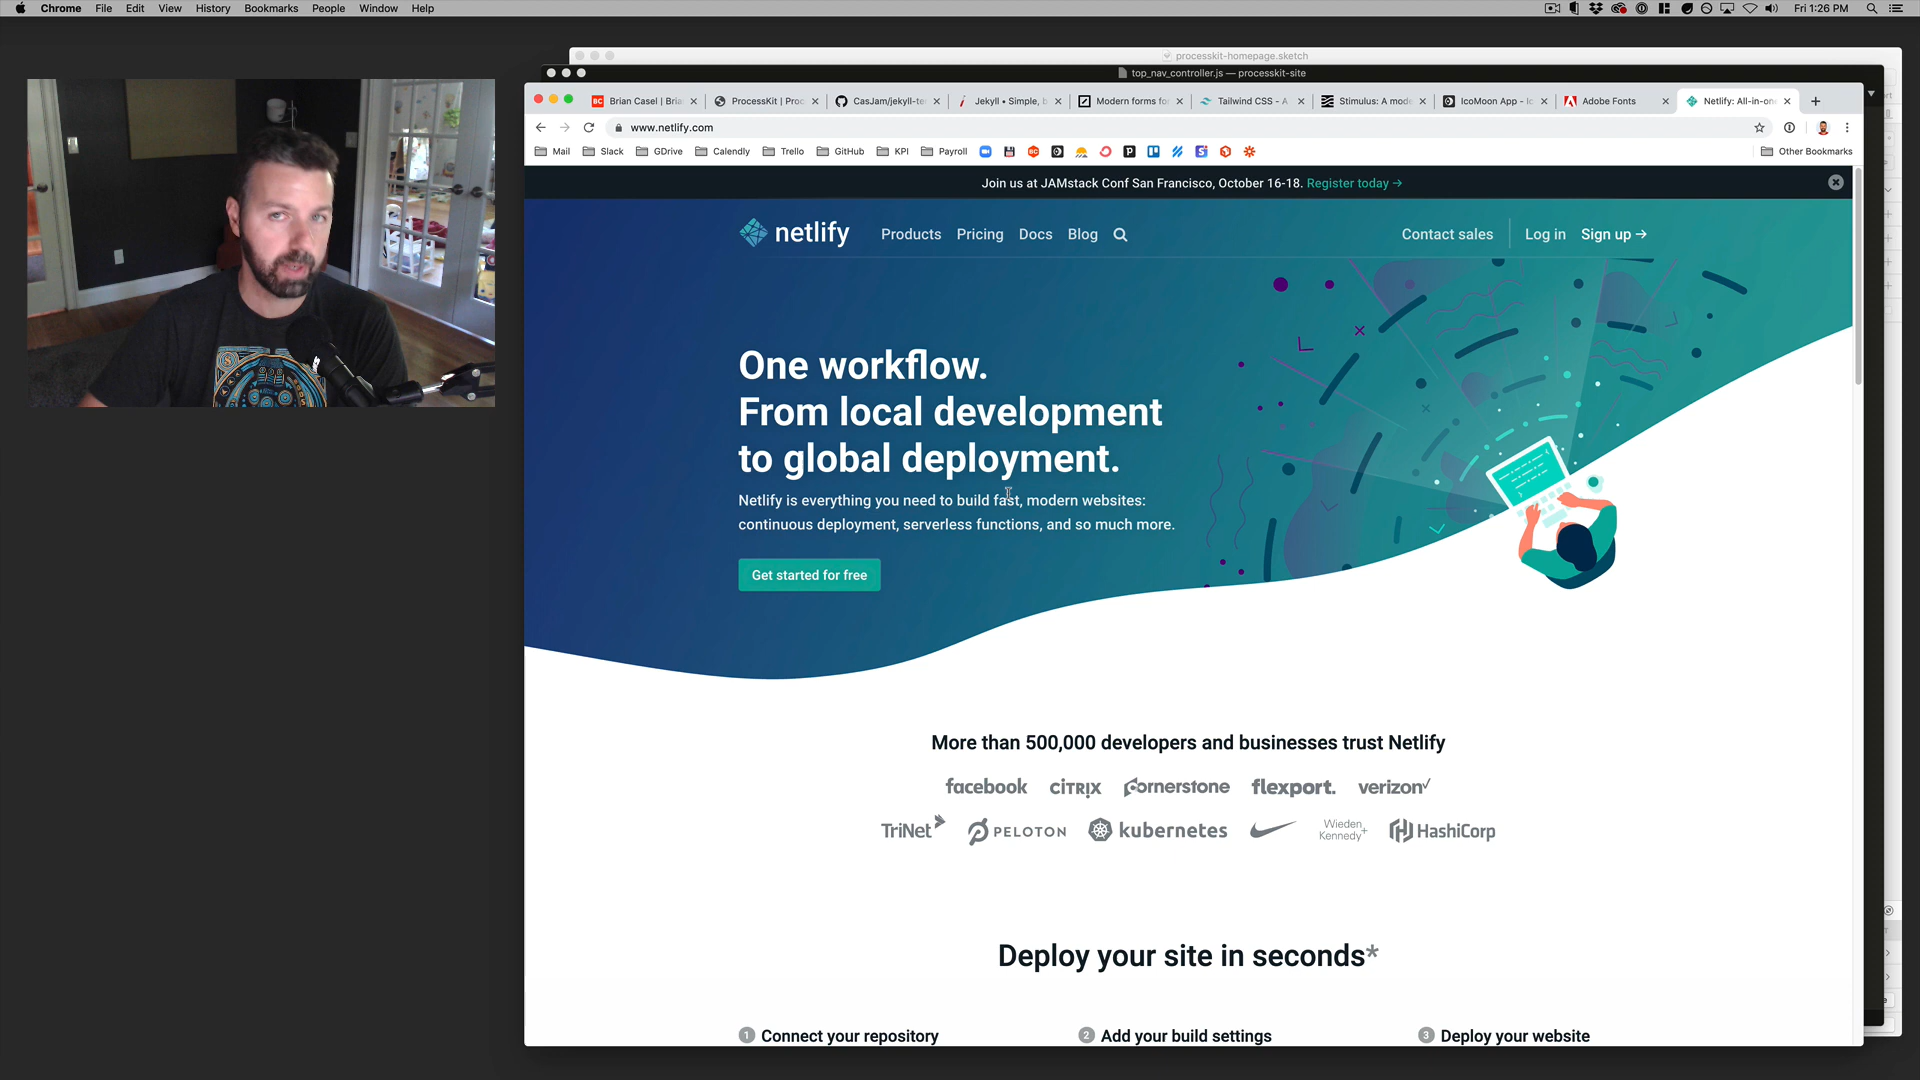 Chrome File Edit View History Bookmarks People Window Help Fri 1:26 PM
processkit-homepage.sketch
top_nav_controller.js — processkit-site
Brian Casel | Bria ProcessKit | Proc CasJam/jekyll-te Jekyll • Simple, b Modern forms for Tailwind CSS - A Stimulus: A mode IcoMoon App - Ic Adobe Fonts Netlify: All-in-on
www.netlify.com
Mail Slack GDrive Calendly Trello GitHub KPI Payroll Other Bookmarks
Join us at JAMstack Conf San Francisco, October 16-18. Register today →
netlify Products Pricing Docs Blog Contact sales Log in Sign up →
One workflow.
From local development
to global deployment.
Netlify is everything you need to build fast, modern websites:
continuous deployment, serverless functions, and so much more.
Get started for free
More than 500,000 developers and businesses trust Netlify
facebook CITRIX Cornerstone flexport. verizon✓
TriNet PELOTON kubernetes Wieden Kennedy+ HashiCorp
Deploy your site in seconds*
1 Connect your repository 2 Add your build settings 3 Deploy your website